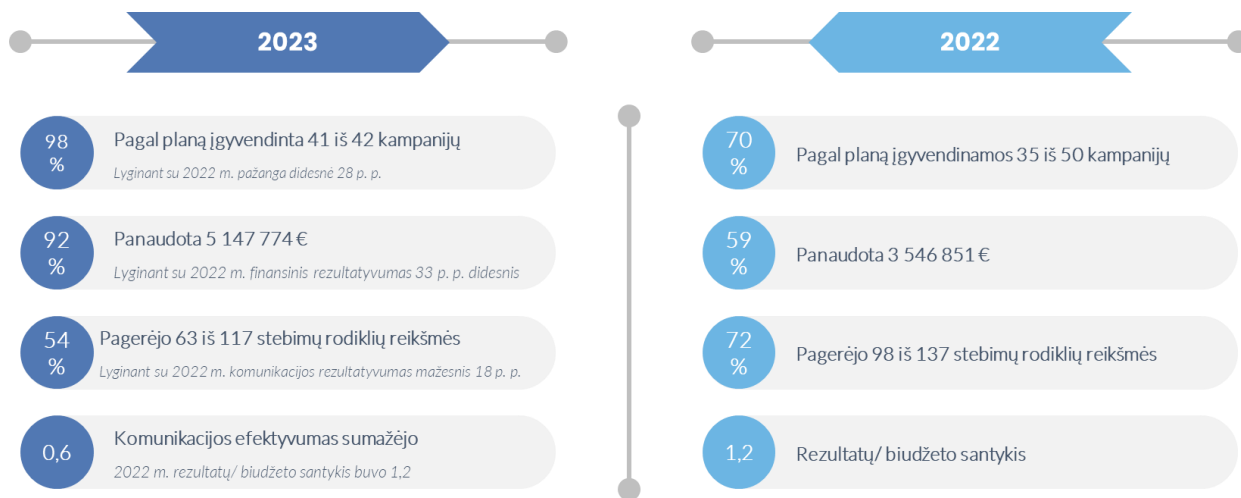 2023
98
%
Pagal planą įgyvendinta 41 iš 42 kampanijų
Lyginant su 2022 m. pažanga didesnė 28 p. p.
92
%
Panaudota 5 147 774 €
Lyginant su 2022 m. finansinis rezultatyvumas 33 p. p. didesnis
54
%
Pagerėjo 63 iš 117 stebimų rodiklių reikšmės
Lyginant su 2022 m. komunikacijos rezultatyvumas mažesnis 18 p. p.
0,6
Komunikacijos efektyvumas sumažėjo
2022 m. rezultatų/ biudžeto santykis buvo 1,2
2022
70
%
Pagal planą įgyvendinamos 35 iš 50 kampanijų
59
%
Panaudota 3 546 851 €
72
%
Pagerėjo 98 iš 137 stebimų rodiklių reikšmės
1,2
Rezultatų/ biudžeto santykis